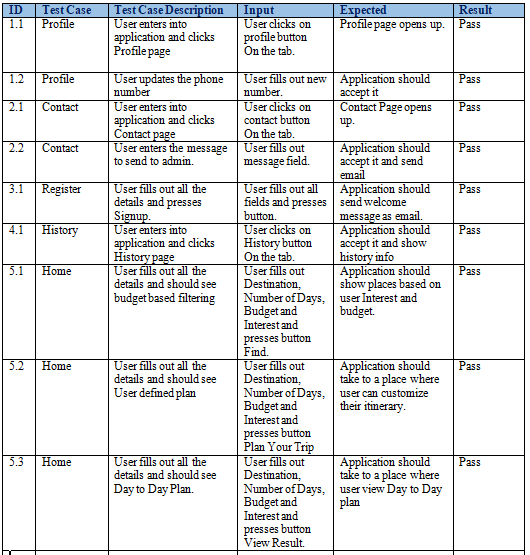 ID Test Case Test Case Description Input Expected Result
1.1 Profile User enters into User clicks on Profile page opens up. Pass
application and clicks profile button
Profile page On the tab.
1.2 Profile User updates the phone User fills out new Application should Pass
number number. accept it
2.1 Contact User enters into User clicks on Contact Page opens Pass
application and clicks contact button up.
Contact page On the tab.
2.2 Contact User enters the message User fills out Application should Pass
to send to admin. message field. accept it and send
email
3.1 Register User fills out all the User fills out all Application should Pass
details and presses fields and presses send welcome
Signup. button. message as email.
4.1 History User enters into User clicks on Application should Pass
application and clicks History button accept it and show
History page On the tab. history info
5.1 Home User fills out all the User fills out Application should Pass
details and should see Destination, show places based on
budget based filtering Number of Days, user Interest and
Budget and budget.
Interest and
presses button
Find.
5.2 Home User fills out all the User fills out Application should Pass
details and should see Destination, take to a place where
User defined plan Number of Days, user can customize
Budget and their itinerary.
Interest and
presses button
Plan Your Trip
5.3 Home User fills out all the User fills out Application should Pass
details and should see Destination, take to a place where
Day to Day Plan. Number of Days, user view Day to Day
Budget and plan
Interest and
presses button
View Result.